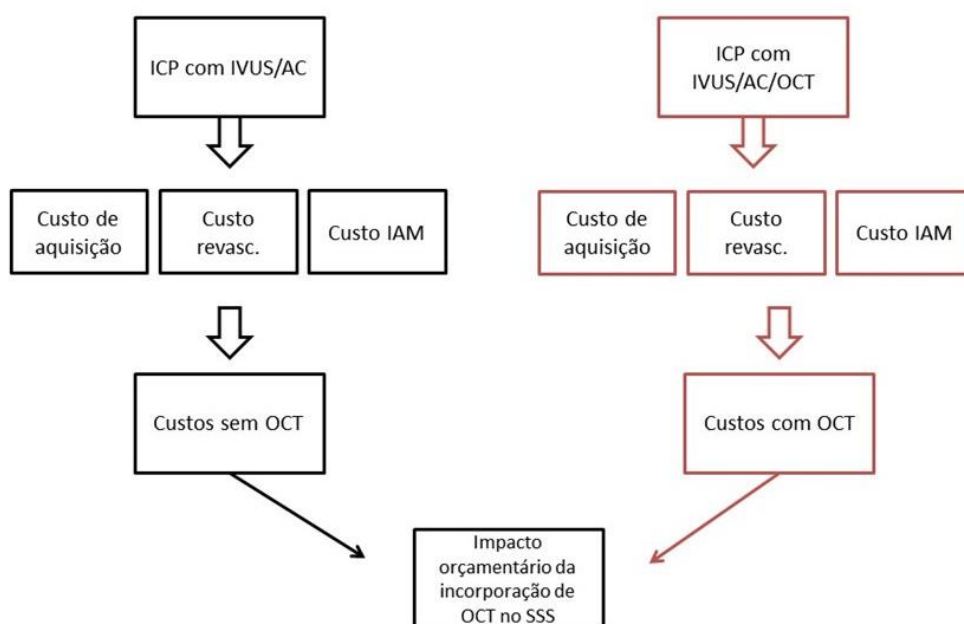 ICP com IVUS/AC
ICP com
IVUS/AC/OCT
Custo de
aquisição
Custo
revasc.
Custo IAM
Custo de
aquisição
Custo
revasc.
Custo IAM
Custos sem OCT
Custos com OCT
Impacto
orçamentário da
incorporação de
OCT no SSS